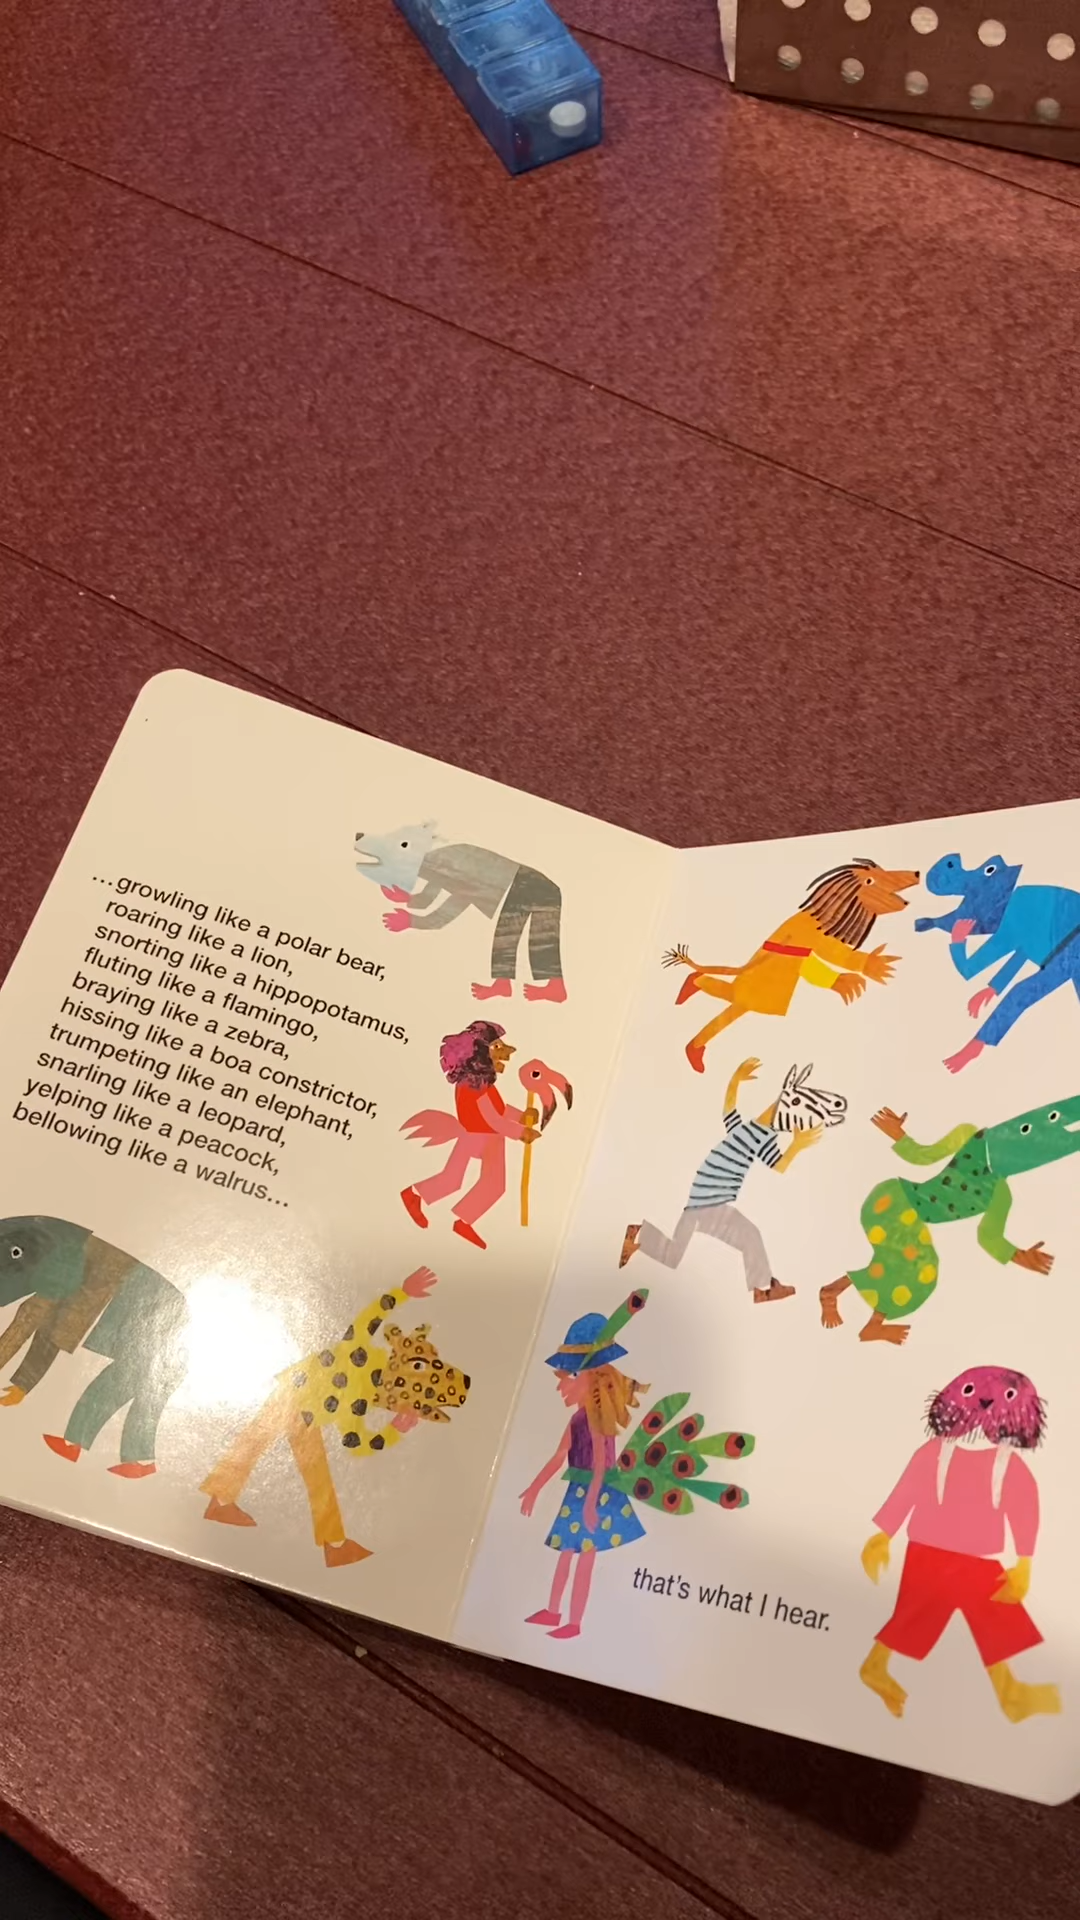 ...growling like a polar bear,
roaring like a lion,
snorting like a hippopotamus,
fluting like a flamingo,
braying like a zebra,
hissing like a boa constrictor,
trumpeting like an elephant,
snarling like a leopard,
yelping like a peacock,
bellowing like a walrus...
that's what I hear.